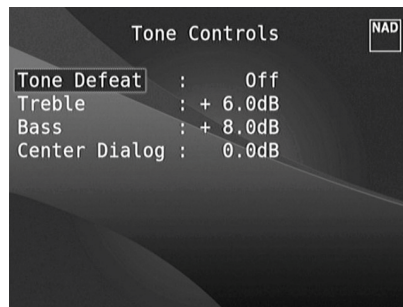 Tone Controls
NAD
Tone Defeat : Off
Treble : + 6.0dB
Bass : + 8.0dB
Center Dialog : 0.0dB